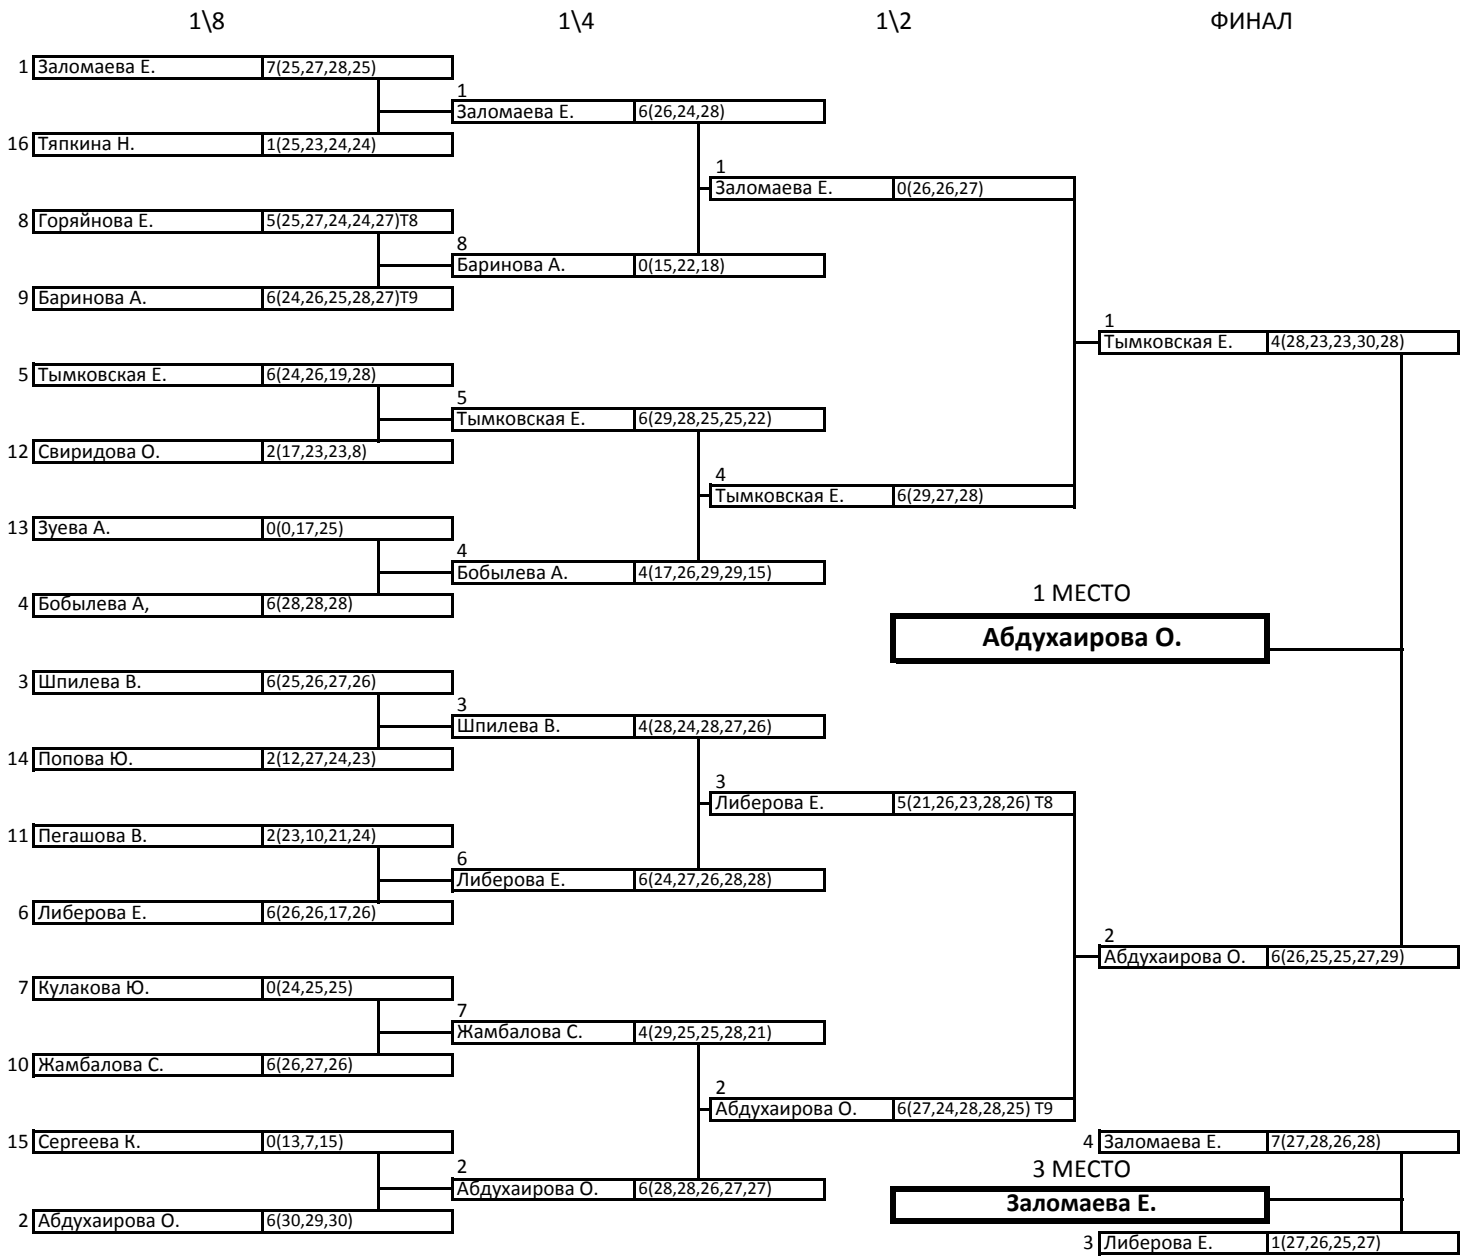 1\8 1\4 1\2 ФИНАЛ
1 Заломаева Е. 7(25,27,28,25)
1
Заломаева Е. 6(26,24,28)
16 Тяпкина Н. 1(25,23,24,24)
1
Заломаева Е. 0(26,26,27)
8 Горяйнова Е. 5(25,27,24,24,27)Т8
8
Баринова А. 0(15,22,18)
9 Баринова А. 6(24,26,25,28,27)Т9
1
Тымковская Е. 4(28,23,23,30,28)
5 Тымковская Е. 6(24,26,19,28)
5
Тымковская Е. 6(29,28,25,25,22)
12 Свиридова О. 2(17,23,23,8)
4
Тымковская Е. 6(29,27,28)
13 Зуева А. 0(0,17,25)
4
Бобылева А. 4(17,26,29,29,15)
4 Бобылева А, 6(28,28,28)
1 МЕСТО
Абдухаирова О.
3 Шпилева В. 6(25,26,27,26)
3
Шпилева В. 4(28,24,28,27,26)
14 Попова Ю. 2(12,27,24,23)
3
Либерова Е. 5(21,26,23,28,26) Т8
11 Пегашова В. 2(23,10,21,24)
6
Либерова Е. 6(24,27,26,28,28)
6 Либерова Е. 6(26,26,17,26)
2
Абдухаирова О. 6(26,25,25,27,29)
7 Кулакова Ю. 0(24,25,25)
7
Жамбалова С. 4(29,25,25,28,21)
10 Жамбалова С. 6(26,27,26)
2
Абдухаирова О. 6(27,24,28,28,25) Т9
15 Сергеева К. 0(13,7,15)
4 Заломаева Е. 7(27,28,26,28)
3 МЕСТО
2
Абдухаирова О. 6(28,28,26,27,27)
Заломаева Е.
2 Абдухаирова О. 6(30,29,30)
3 Либерова Е. 1(27,26,25,27)